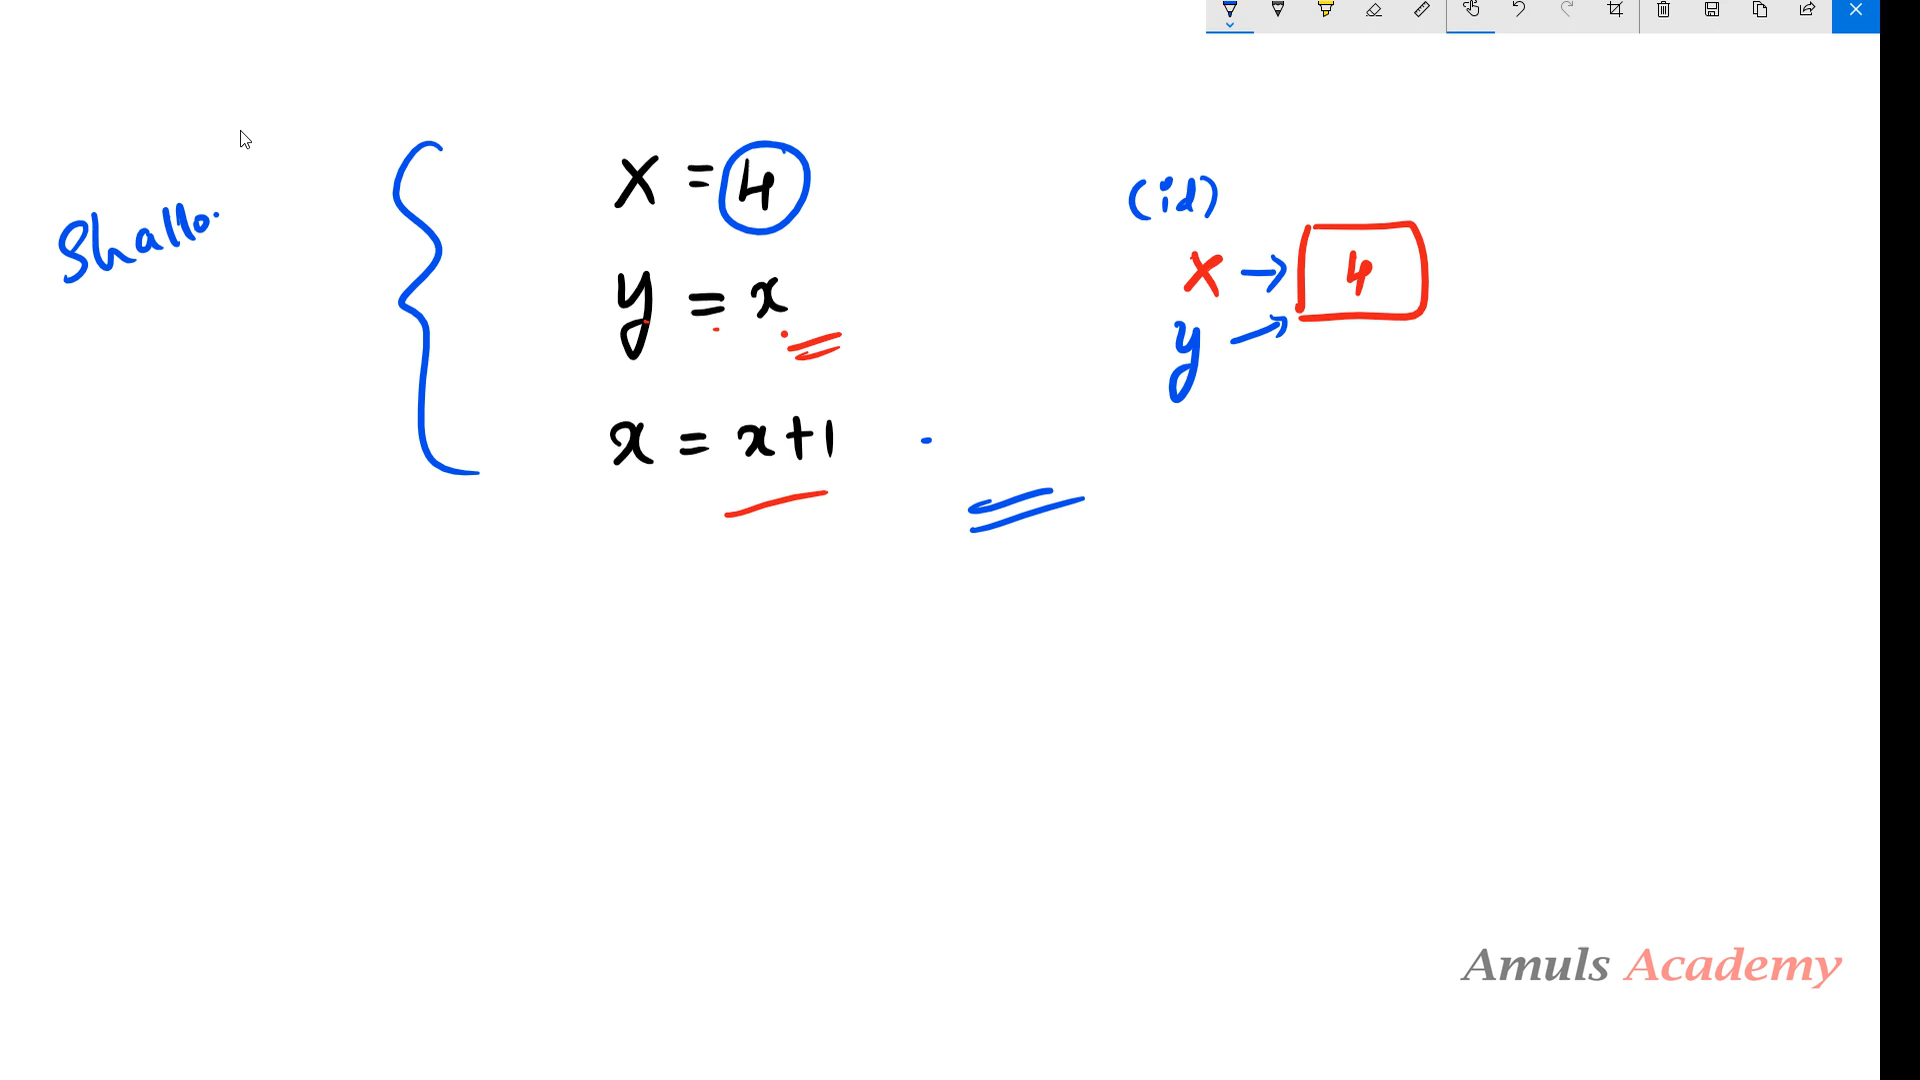 x = 4
y = x
x = x+1
Shallo
(id)
x → 4
y →
Amuls Academy